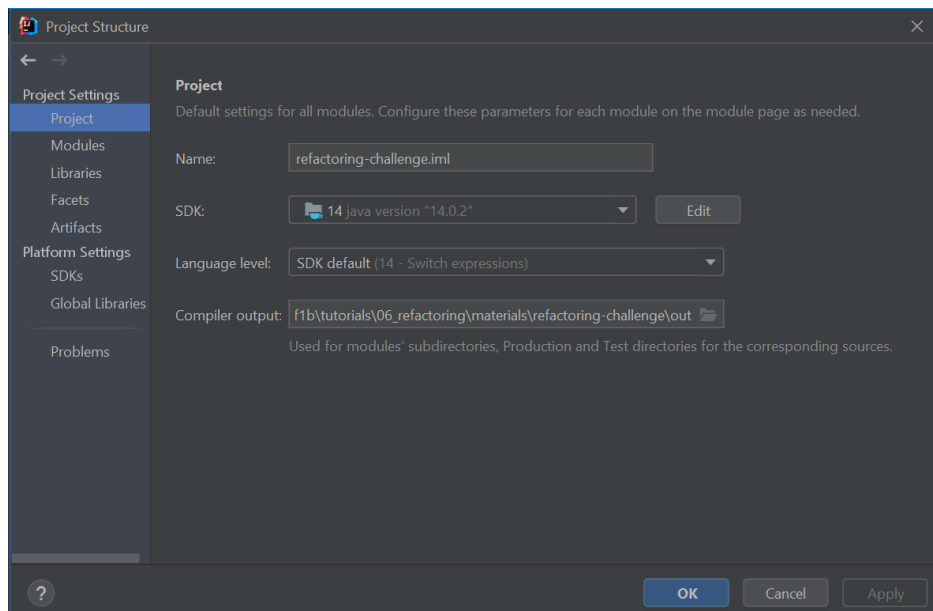 Project Structure
Project Settings
Project
Modules
Libraries
Facets
Artifacts
Platform Settings
SDKs
Global Libraries
Problems
Project
Default settings for all modules. Configure these parameters for each module on the module page as needed.
Name: refactoring-challenge.iml
SDK: 14 java version "14.0.2" Edit
Language level: SDK default (14 - Switch expressions)
Compiler output: f1b\tutorials\06_refactoring\materials\refactoring-challenge\out
Used for modules' subdirectories, Production and Test directories for the corresponding sources.
? OK Cancel Apply